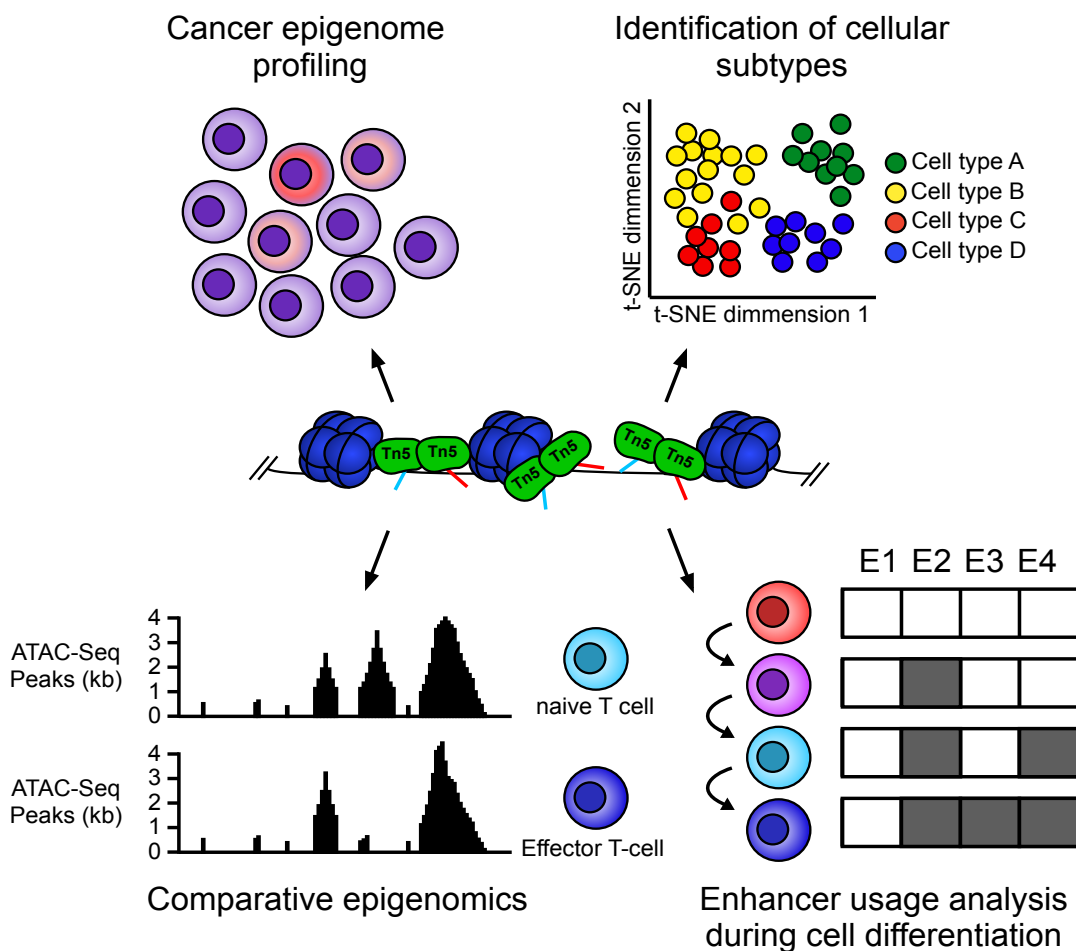 Cancer epigenome
profiling
Identification of cellular
subtypes
t-SNE dimmension 2
t-SNE dimmension 1
Cell type A
Cell type B
Cell type C
Cell type D
Tn5
Tn5
Tn5
Tn5
Tn5
Tn5
ATAC-Seq
Peaks (kb)
4
3
2
1
0
naive T cell
ATAC-Seq
Peaks (kb)
4
3
2
1
0
Effector T-cell
Comparative epigenomics
E1 E2 E3 E4
Enhancer usage analysis
during cell differentiation